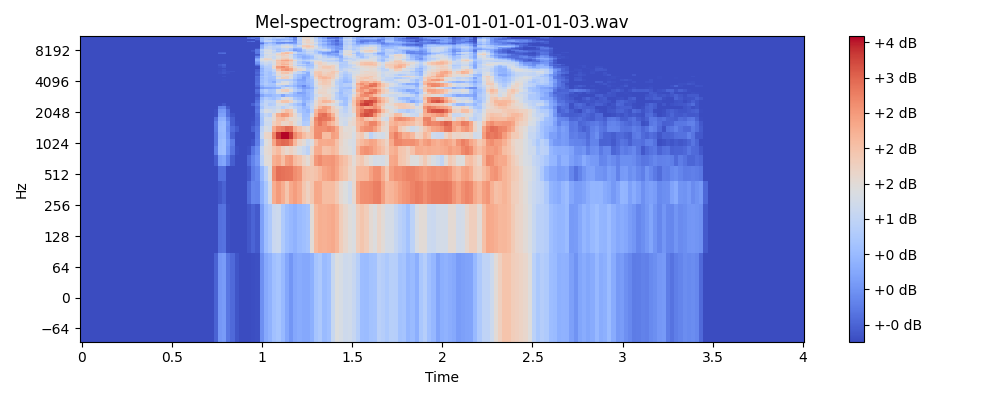 Mel-spectrogram: 03-01-01-01-01-01-03.wav
8192
4096
2048
1024
512
256
128
64
0
−64
Hz
0
0.5
1
1.5
2
2.5
3
3.5
4
Time
+4 dB
+3 dB
+2 dB
+2 dB
+2 dB
+1 dB
+0 dB
+0 dB
+-0 dB